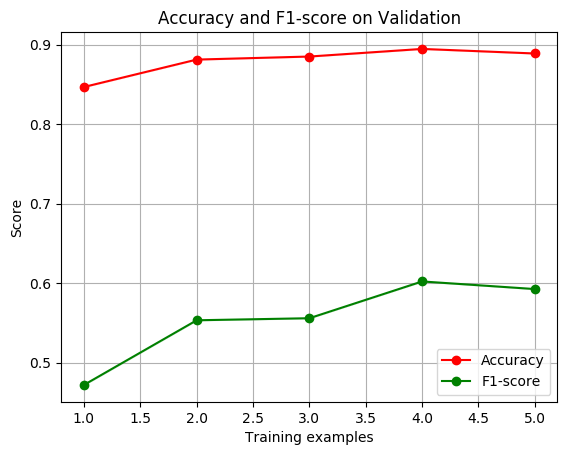 Accuracy and F1-score on Validation
0.9
0.8
0.7
0.6
0.5
Score
1.0 1.5 2.0 2.5 3.0 3.5 4.0 4.5 5.0
Training examples
Accuracy
F1-score